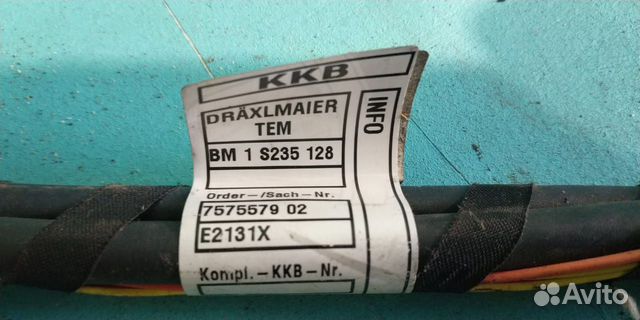 KKB
DRÄXLMAIER
TEM
BM 1 S235 128
Order-/Sach-Nr.
7575579 02
E2131X
Kompl.-KKB-Nr.
INFO
Avito